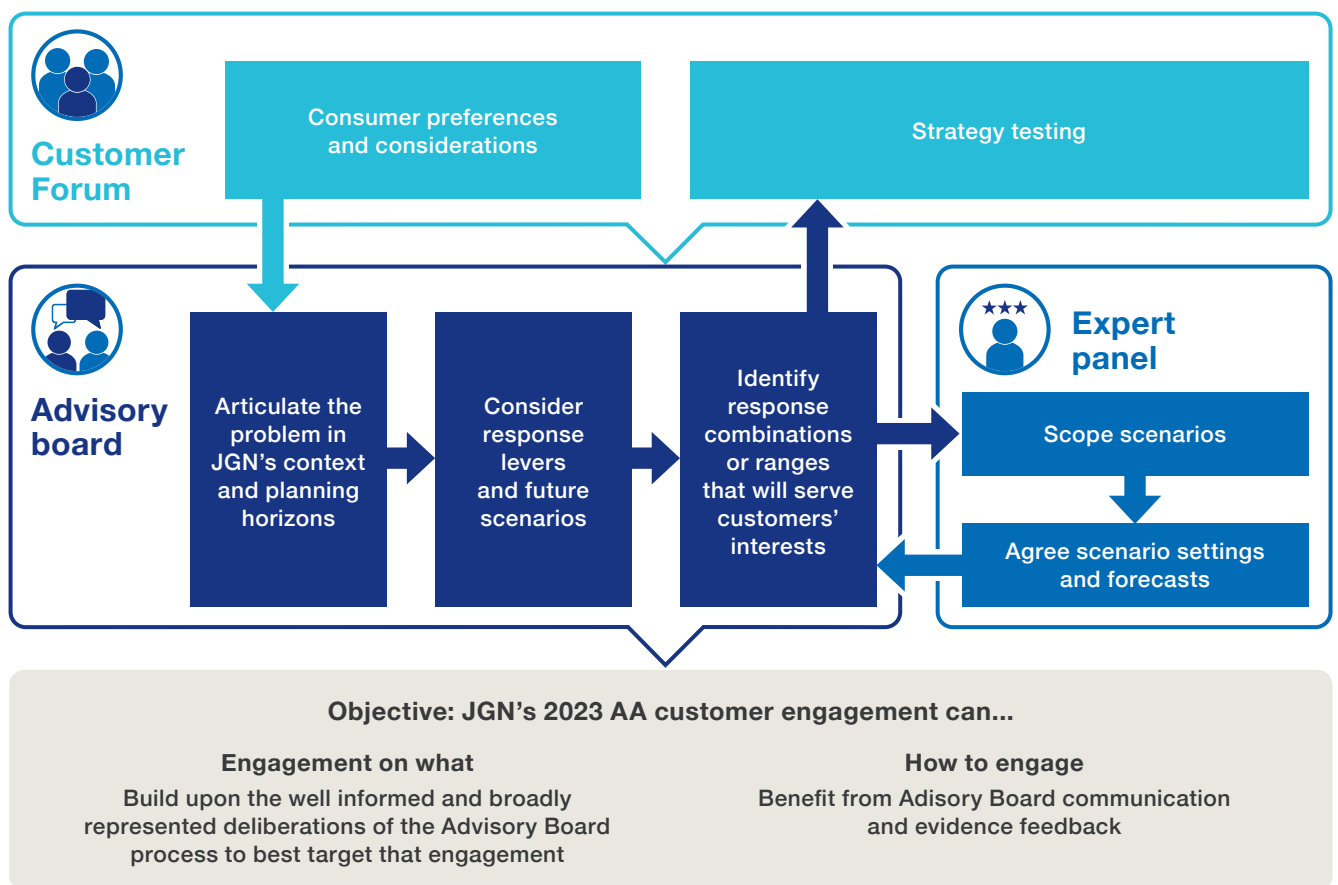 Customer
Forum
Consumer preferences
and considerations
Strategy testing
Advisory
board
Articulate the
problem in
JGN’s context
and planning
horizons
Consider
response
levers
and future
scenarios
Identify
response
combinations
or ranges
that will serve
customers’
interests
Expert
panel
Scope scenarios
Agree scenario settings
and forecasts
Objective: JGN’s 2023 AA customer engagement can...
Engagement on what
Build upon the well informed and broadly
represented deliberations of the Advisory Board
process to best target that engagement
How to engage
Benefit from Adisory Board communication
and evidence feedback